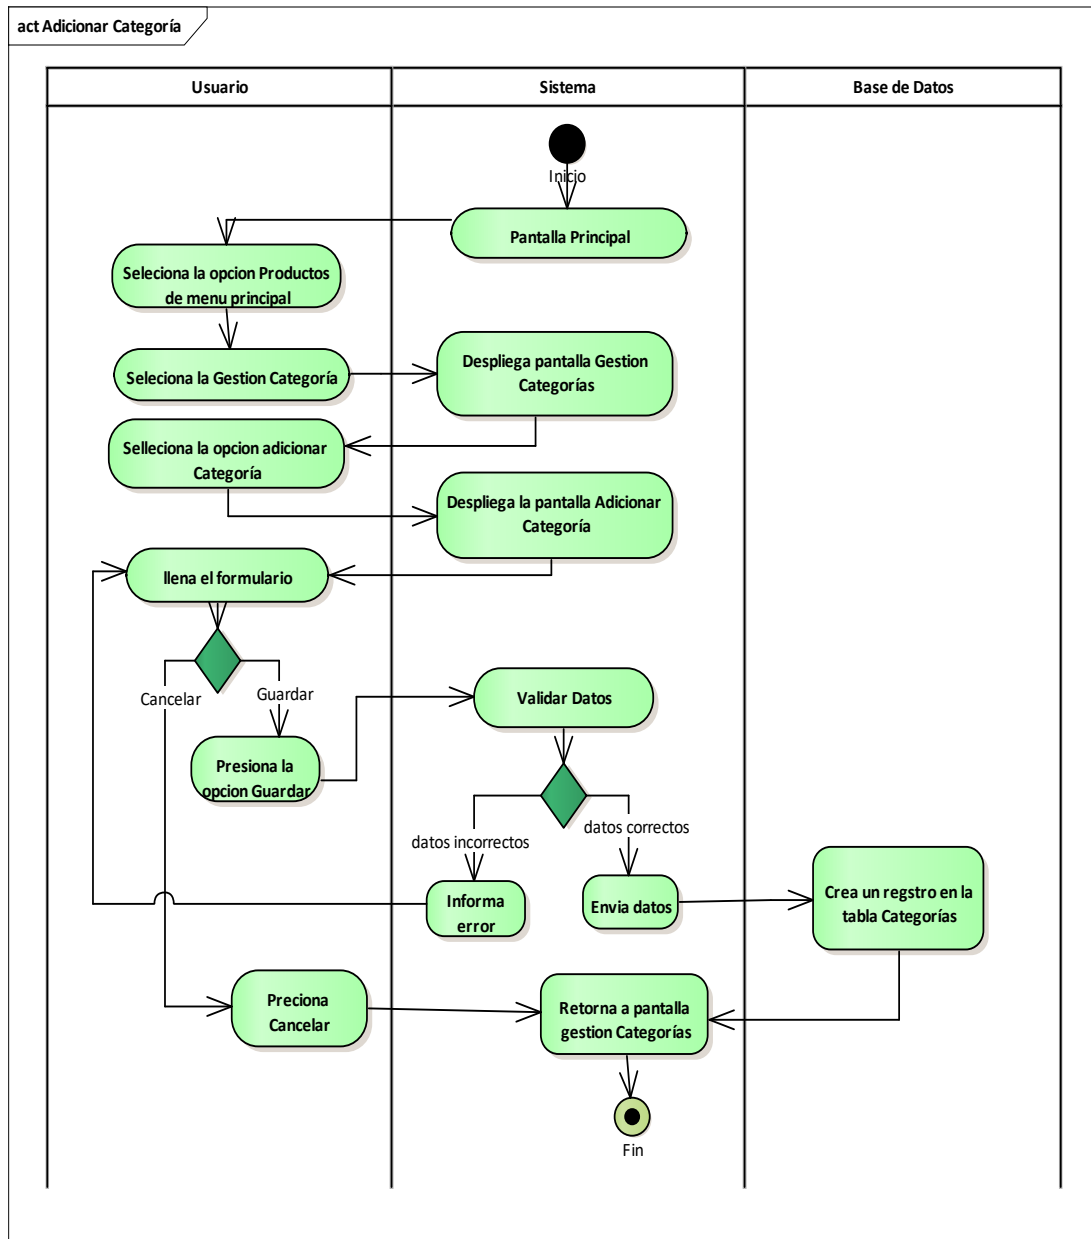 act Adicionar Categoría
Usuario
Sistema
Base de Datos
Inicio
Pantalla Principal
Seleciona la opcion Productos
de menu principal
Seleciona la Gestion Categoría
Despliega pantalla Gestion
Categorías
Selleciona la opcion adicionar
Categoría
Despliega la pantalla Adicionar
Categoría
llena el formulario
Cancelar
Guardar
Validar Datos
Presiona la
opcion Guardar
datos incorrectos
datos correctos
Informa
error
Envia datos
Crea un regstro en la
tabla Categorías
Preciona
Cancelar
Retorna a pantalla
gestion Categorías
Fin